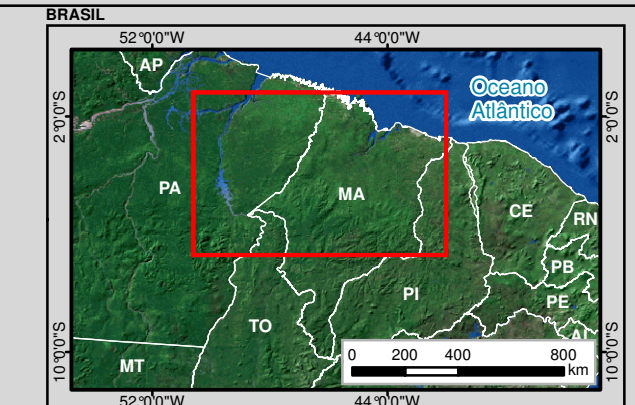 BRASIL
52°0'0"W 44°0'0"W
AP
Oceano
Atlântico
2°0'0"S 2°0'0"S
PA
MA
CE
RN
PB
PE
PI
TO
AL
MT
0 200 400 800
km
10°0'0"S 10°0'0"S
52°0'0"W 44°0'0"W